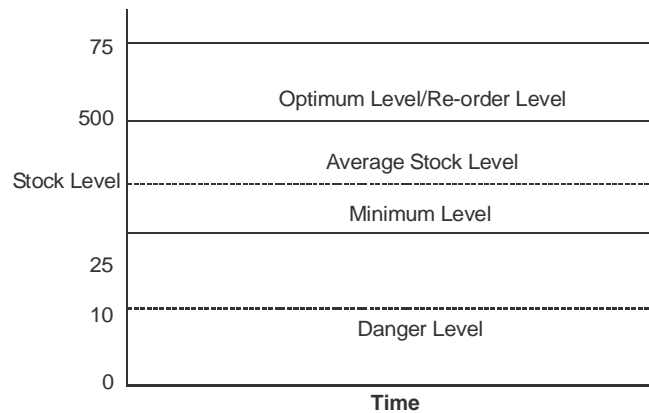 75
Optimum Level/Re-order Level
500
Average Stock Level
Stock Level
Minimum Level
25
10
Danger Level
0
Time